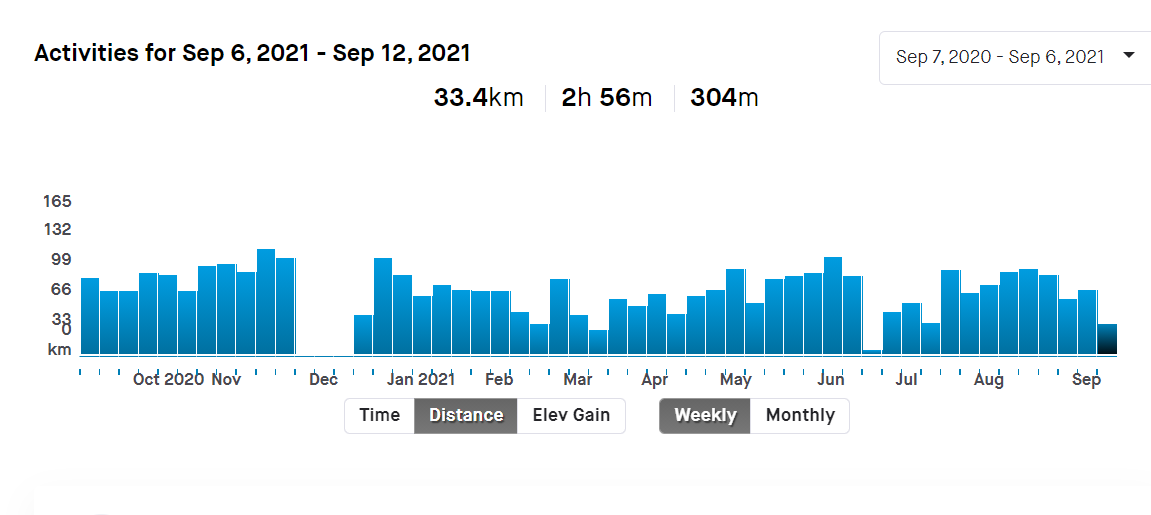 Activities for Sep 6, 2021 - Sep 12, 2021
Sep 7, 2020 - Sep 6, 2021
33.4km 2h 56m 304m
165
132
99
66
33
0
km
Oct 2020 Nov Dec Jan 2021 Feb Mar Apr May Jun Jul Aug Sep
Time Distance Elev Gain Weekly Monthly